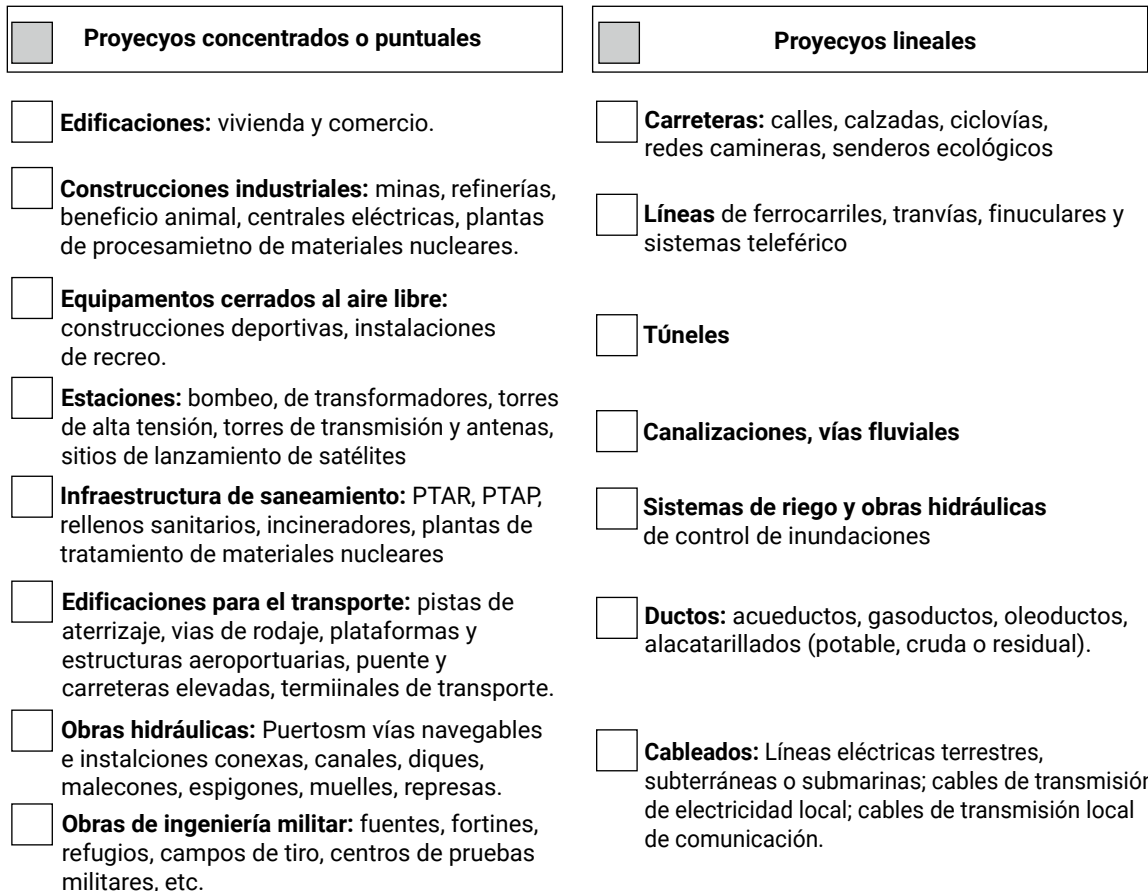 Proyecyos concentrados o puntuales
Edificaciones: vivienda y comercio.
Construcciones industriales: minas, refinerías,
beneficio animal, centrales eléctricas, plantas
de procesamietno de materiales nucleares.
Equipamentos cerrados al aire libre:
construcciones deportivas, instalaciones
de recreo.
Estaciones: bombeo, de transformadores, torres
de alta tensión, torres de transmisión y antenas,
sitios de lanzamiento de satélites
Infraestructura de saneamiento: PTAR, PTAP,
rellenos sanitarios, incineradores, plantas de
tratamiento de materiales nucleares
Edificaciones para el transporte: pistas de
aterrizaje, vias de rodaje, plataformas y
estructuras aeroportuarias, puente y
carreteras elevadas, termiinales de transporte.
Obras hidráulicas: Puertosm vías navegables
e instalciones conexas, canales, diques,
malecones, espigones, muelles, represas.
Obras de ingeniería militar: fuentes, fortines,
refugios, campos de tiro, centros de pruebas
militares, etc.
Proyecyos lineales
Carreteras: calles, calzadas, ciclovías,
redes camineras, senderos ecológicos
Líneas de ferrocarriles, tranvías, finuculares y
sistemas teleférico
Túneles
Canalizaciones, vías fluviales
Sistemas de riego y obras hidráulicas
de control de inundaciones
Ductos: acueductos, gasoductos, oleoductos,
alacatarillados (potable, cruda o residual).
Cableados: Líneas eléctricas terrestres,
subterráneas o submarinas; cables de transmisión
de electricidad local; cables de transmisión local
de comunicación.